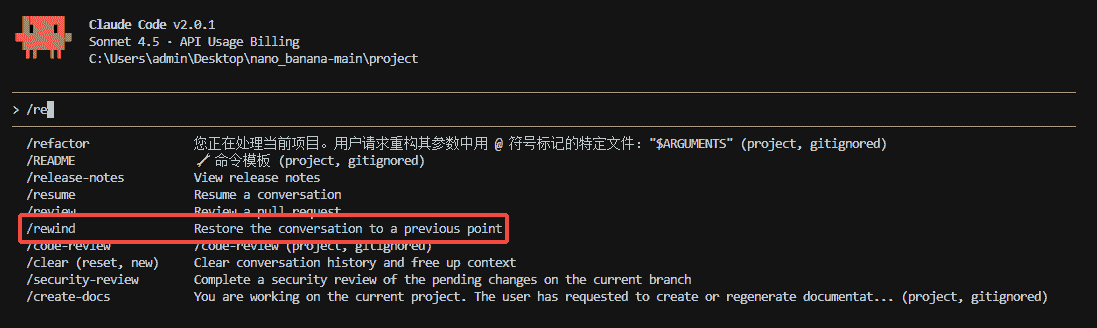 Claude Code v2.0.1
Sonnet 4.5 · API Usage Billing
C:\Users\admin\Desktop\nano_banana-main\project
> /re
/refactor 您正在处理当前项目。用户请求重构其参数中用 @ 符号标记的特定文件："$ARGUMENTS" (project, gitignored)
/README 🔧 命令模板 (project, gitignored)
/release-notes View release notes
/resume Resume a conversation
/review Review a pull request
/rewind Restore the conversation to a previous point
/code-review /code-review (project, gitignored)
/clear (reset, new) Clear conversation history and free up context
/security-review Complete a security review of the pending changes on the current branch
/create-docs You are working on the current project. The user has requested to create or regenerate documentat... (project, gitignored)